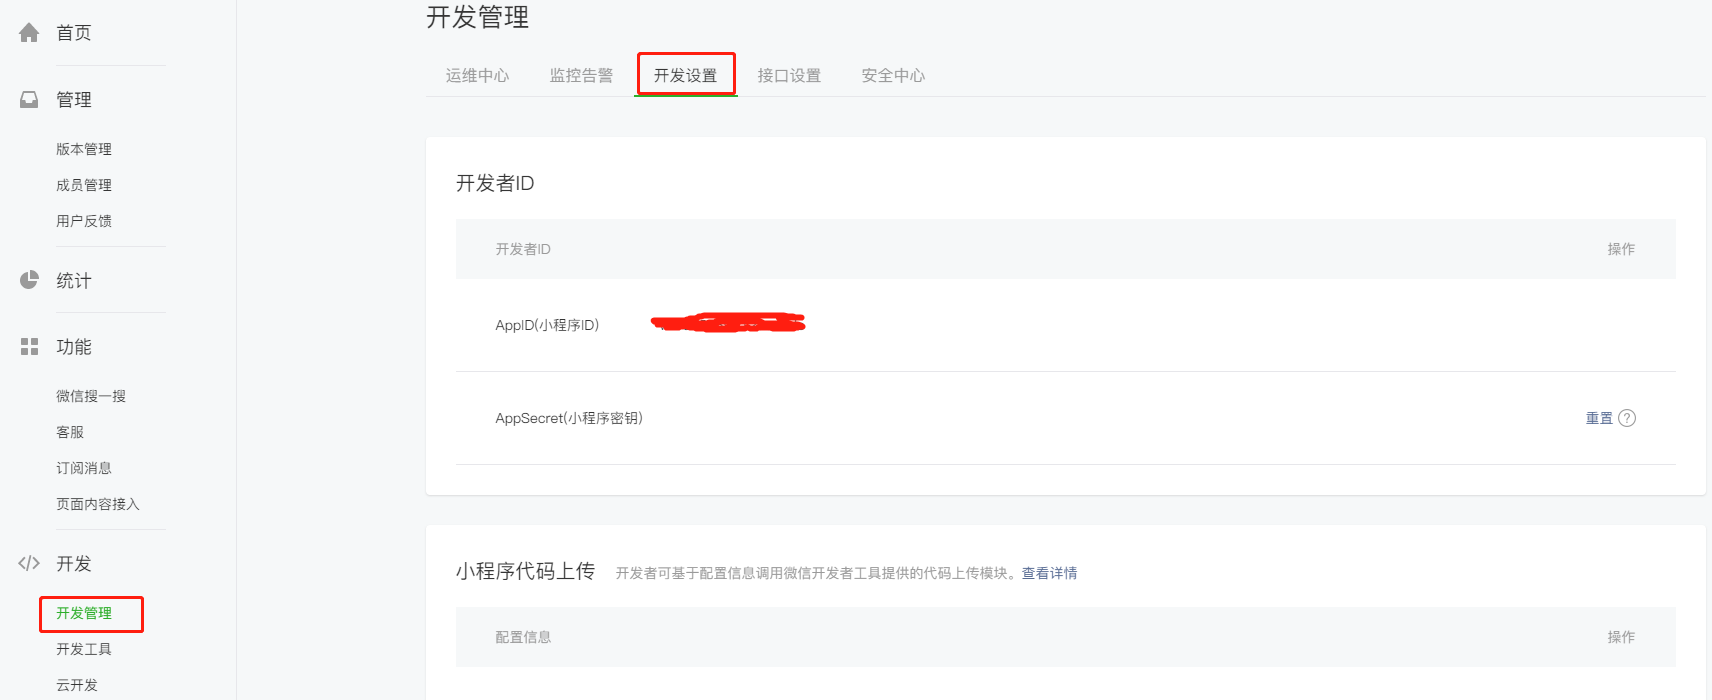 首页
管理
版本管理
成员管理
用户反馈
统计
功能
微信搜一搜
客服
订阅消息
页面内容接入
开发
开发管理
开发工具
云开发
开发管理
运维中心 监控告警 开发设置 接口设置 安全中心
开发者ID
开发者ID 操作
AppID(小程序ID)
AppSecret(小程序密钥) 重置 ?
小程序代码上传 开发者可基于配置信息调用微信开发者工具提供的代码上传模块。查看详情
配置信息 操作